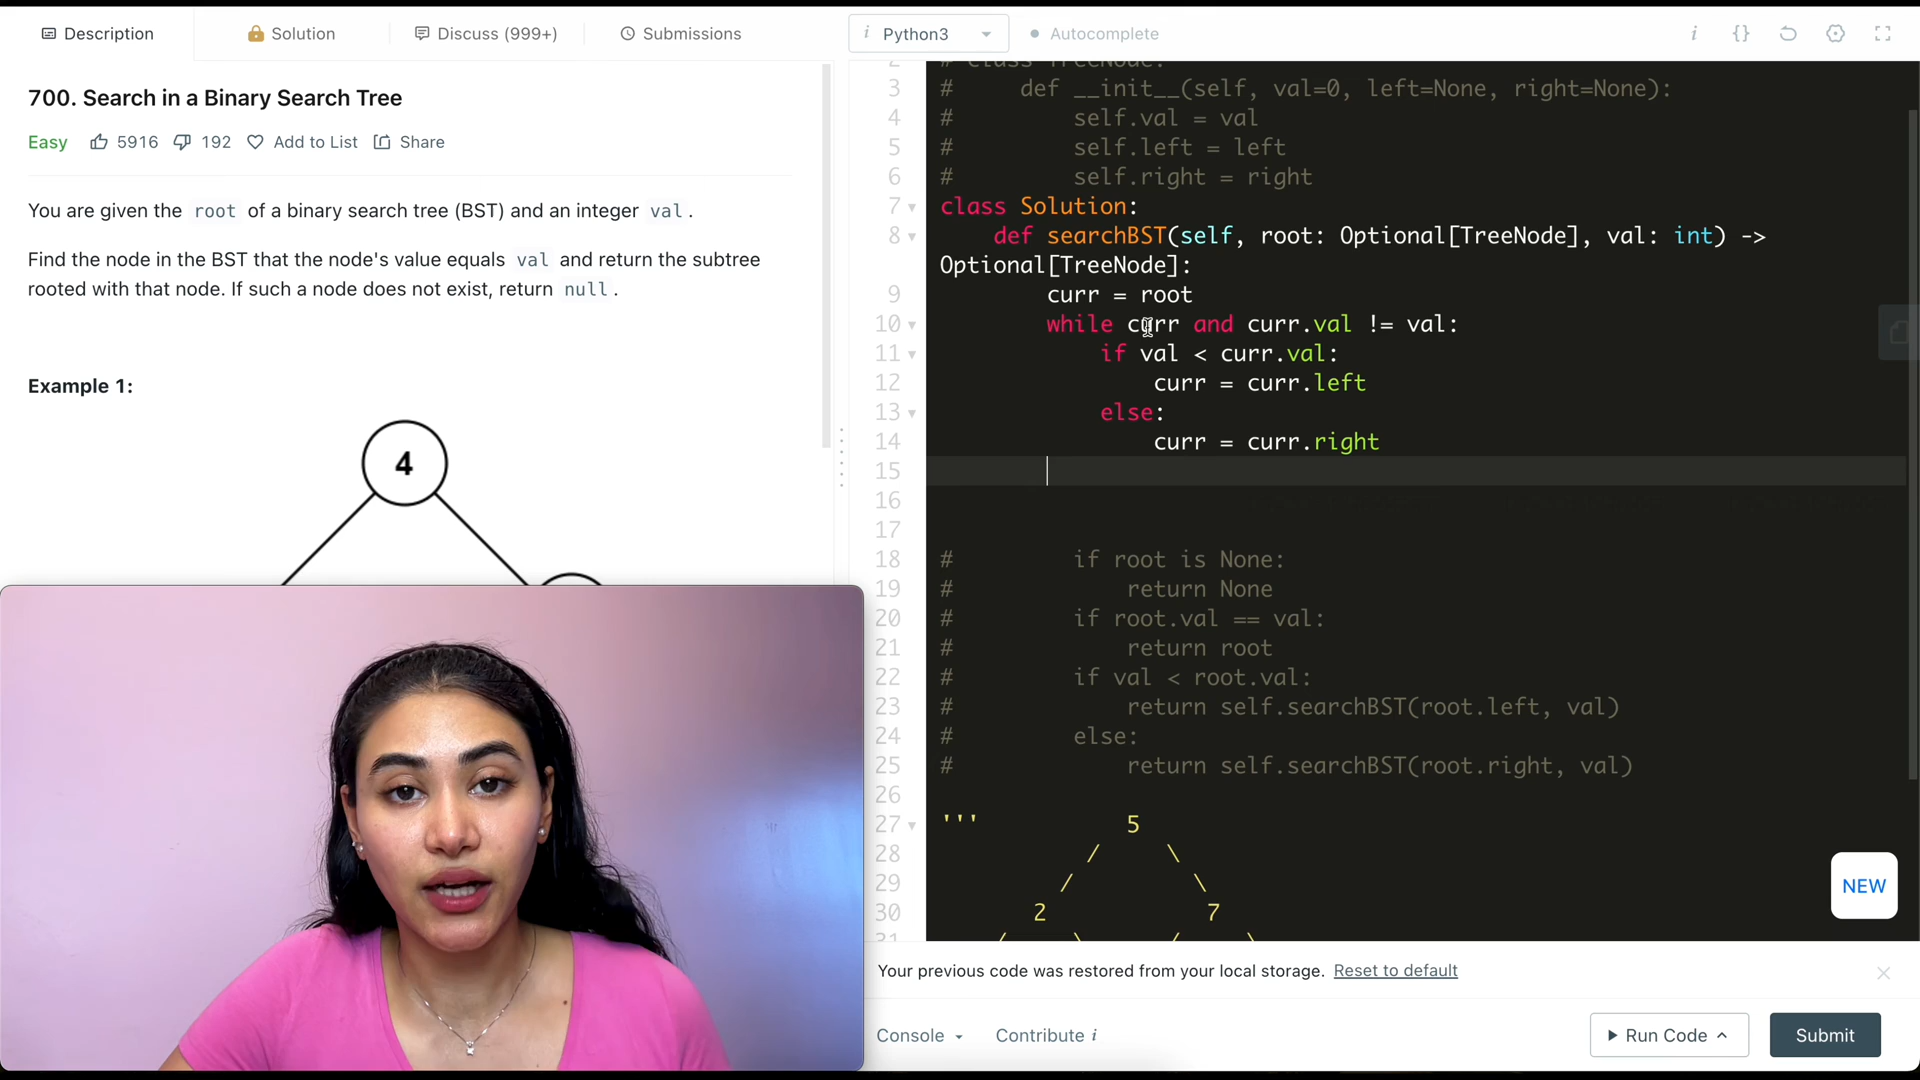 Description
Solution
Discuss (999+)
Submissions
i Python3
Autocomplete
i {}
700. Search in a Binary Search Tree
Easy 5916 192 Add to List Share
You are given the root of a binary search tree (BST) and an integer val.
Find the node in the BST that the node's value equals val and return the subtree
rooted with that node. If such a node does not exist, return null.
Example 1:
4
2 # class TreeNode:
3 #     def __init__(self, val=0, left=None, right=None):
4 #         self.val = val
5 #         self.left = left
6 #         self.right = right
7 class Solution:
8     def searchBST(self, root: Optional[TreeNode], val: int) ->
Optional[TreeNode]:
9         curr = root
10         while curr and curr.val != val:
11             if val < curr.val:
12                 curr = curr.left
13             else:
14                 curr = curr.right
15
16
17
18 #         if root is None:
19 #             return None
20 #         if root.val == val:
21 #             return root
22 #         if val < root.val:
23 #             return self.searchBST(root.left, val)
24 #         else:
25 #             return self.searchBST(root.right, val)
26
27 '''           5
28           /     \
29         /         \
30       2            7
31    /     \      /     \
NEW
Your previous code was restored from your local storage. Reset to default
Console
Contribute i
Run Code
Submit